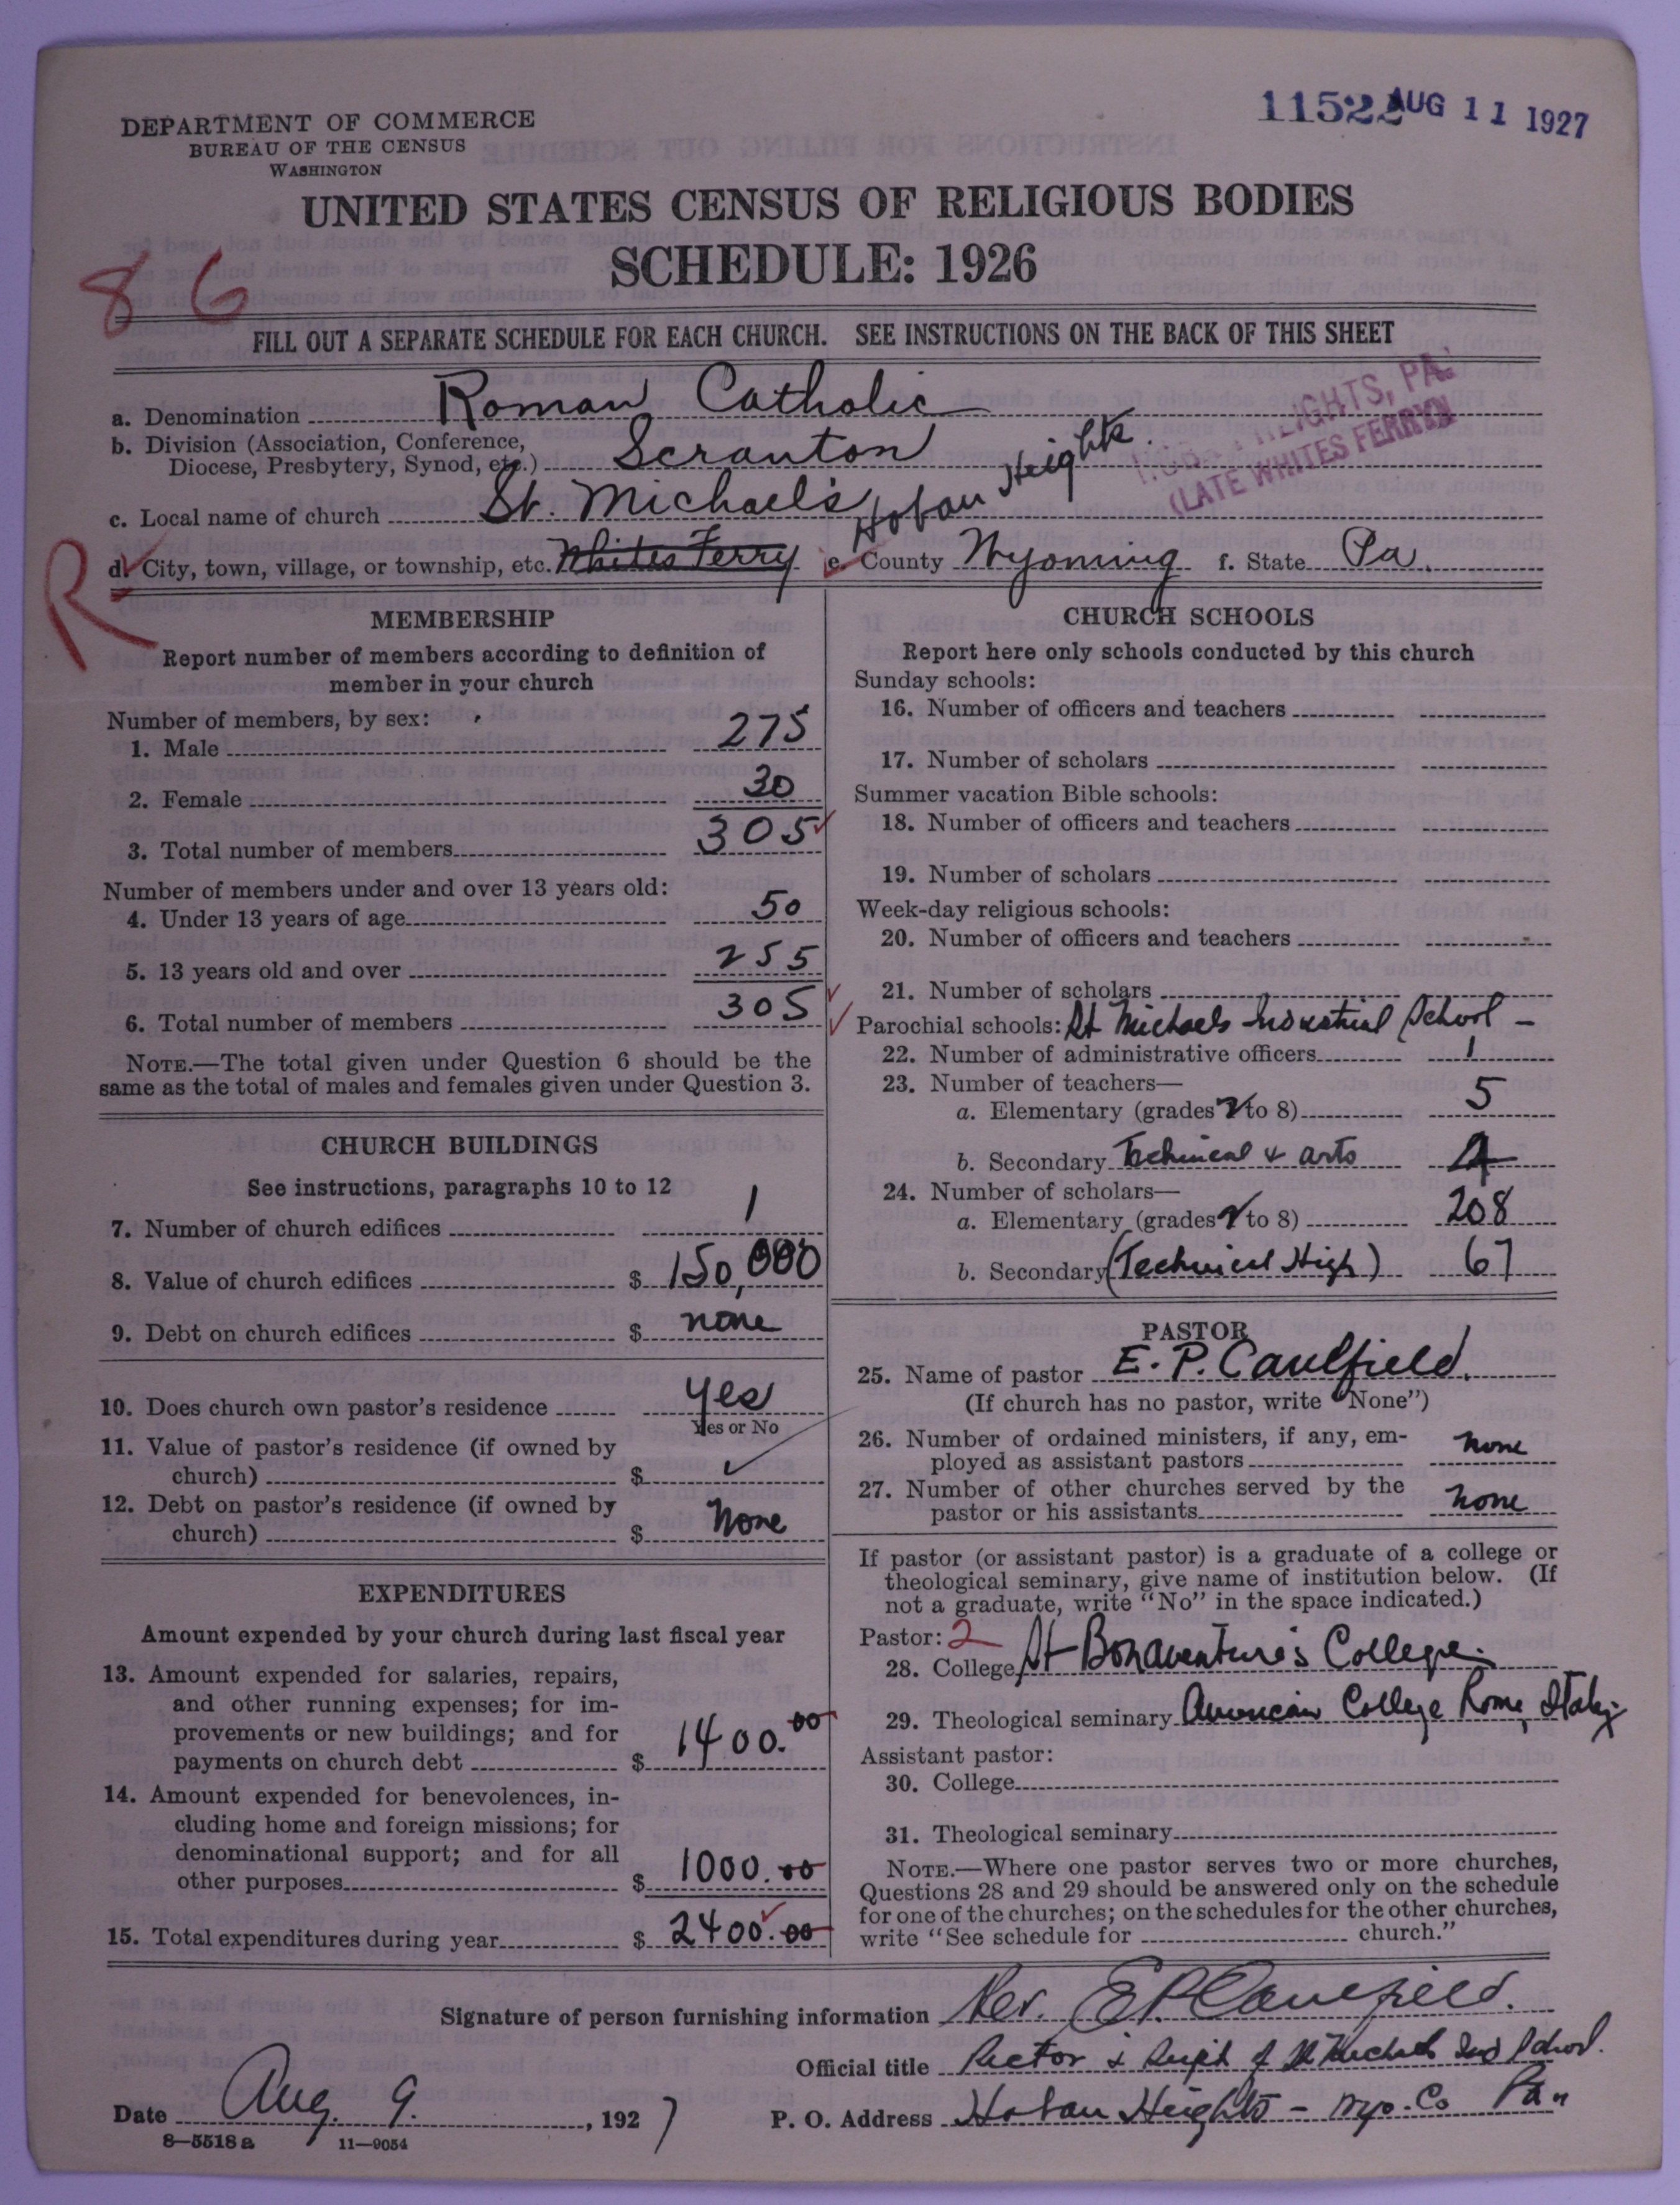 DEPARTMENT OF COMMERCE
BUREAU OF THE CENSUS
WASHINGTON
11522 AUG 11 1927
UNITED STATES CENSUS OF RELIGIOUS BODIES
SCHEDULE: 1926
86
FILL OUT A SEPARATE SCHEDULE FOR EACH CHURCH. SEE INSTRUCTIONS ON THE BACK OF THIS SHEET
HEIGHTS, PA.
(LATE WHITES FERRY)
a. Denomination Roman Catholic
b. Division (Association, Conference,
Diocese, Presbytery, Synod, etc.) Scranton
c. Local name of church St. Michael's
Hoban Heights.
R
d. City, town, village, or township, etc. Whites Ferry e. County Wyoming f. State Pa.
MEMBERSHIP
Report number of members according to definition of
member in your church
Number of members, by sex:
1. Male 275
2. Female 30
3. Total number of members 305
Number of members under and over 13 years old:
4. Under 13 years of age 50
5. 13 years old and over 255
6. Total number of members 305
NOTE.—The total given under Question 6 should be the
same as the total of males and females given under Question 3.
CHURCH BUILDINGS
See instructions, paragraphs 10 to 12
7. Number of church edifices 1
8. Value of church edifices $ 150,000
9. Debt on church edifices $ none
10. Does church own pastor's residence yes
Yes or No
11. Value of pastor's residence (if owned by
church) $ ✓
12. Debt on pastor's residence (if owned by
church) $ None
EXPENDITURES
Amount expended by your church during last fiscal year
13. Amount expended for salaries, repairs,
and other running expenses; for im-
provements or new buildings; and for
payments on church debt $ 1400.00
14. Amount expended for benevolences, in-
cluding home and foreign missions; for
denominational support; and for all
other purposes $ 1000.00
15. Total expenditures during year $ 2400.00
CHURCH SCHOOLS
Report here only schools conducted by this church
Sunday schools:
16. Number of officers and teachers
17. Number of scholars
Summer vacation Bible schools:
18. Number of officers and teachers
19. Number of scholars
Week-day religious schools:
20. Number of officers and teachers
21. Number of scholars
Parochial schools: St Michaels Industrial School –
22. Number of administrative officers 1
23. Number of teachers—
a. Elementary (grades 2 to 8) 5
b. Secondary Technical & arts 4
24. Number of scholars—
a. Elementary (grades 2 to 8) 208
b. Secondary (Technical High) 67
PASTOR
25. Name of pastor E. P. Caulfield.
(If church has no pastor, write "None")
26. Number of ordained ministers, if any, em-
ployed as assistant pastors none
27. Number of other churches served by the
pastor or his assistants none
If pastor (or assistant pastor) is a graduate of a college or
theological seminary, give name of institution below. (If
not a graduate, write "No" in the space indicated.)
Pastor: 2
28. College St Bonaventure's College.
29. Theological seminary American College Rome, Italy
Assistant pastor:
30. College
31. Theological seminary
NOTE.—Where one pastor serves two or more churches,
Questions 28 and 29 should be answered only on the schedule
for one of the churches; on the schedules for the other churches,
write "See schedule for church."
Signature of person furnishing information Rev. E P Caulfield.
Official title Rector & Supt of St Michaels Ind School.
Date Aug. 9. , 1927
P. O. Address Hoban Heights – Wyo. Co Pa
8—5518 a 11—9054